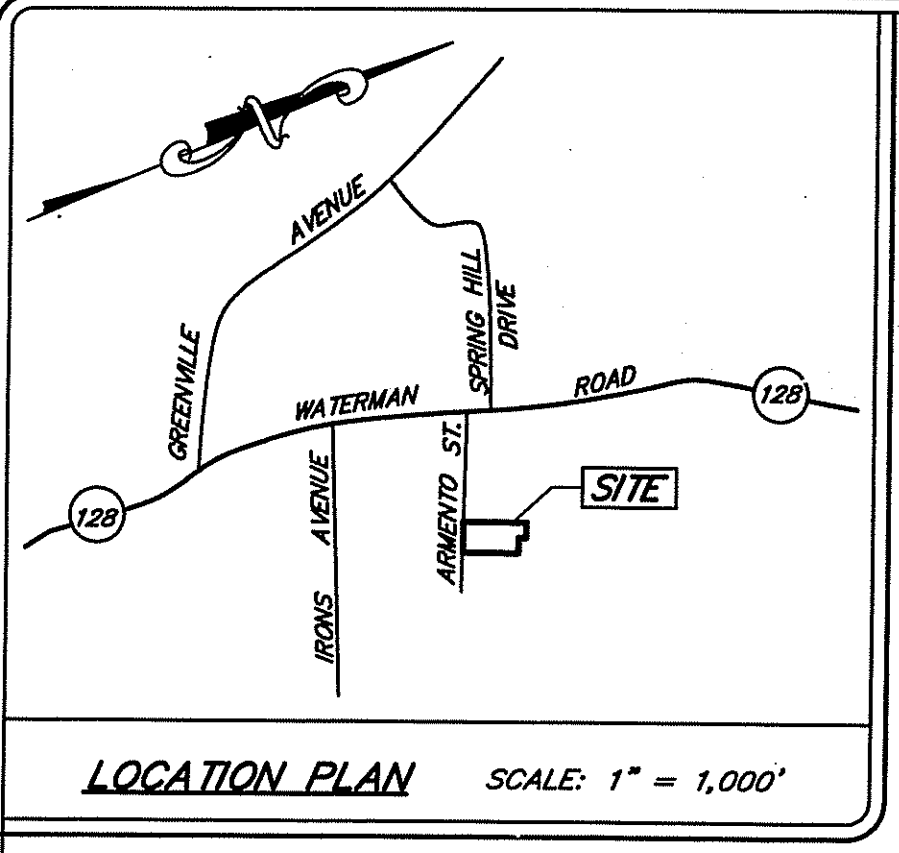 N
AVENUE
GREENVILLE
SPRING HILL
DRIVE
WATERMAN
ROAD
128
128
IRONS AVENUE
ARMENTO ST.
SITE
LOCATION PLAN
SCALE: 1" = 1,000'